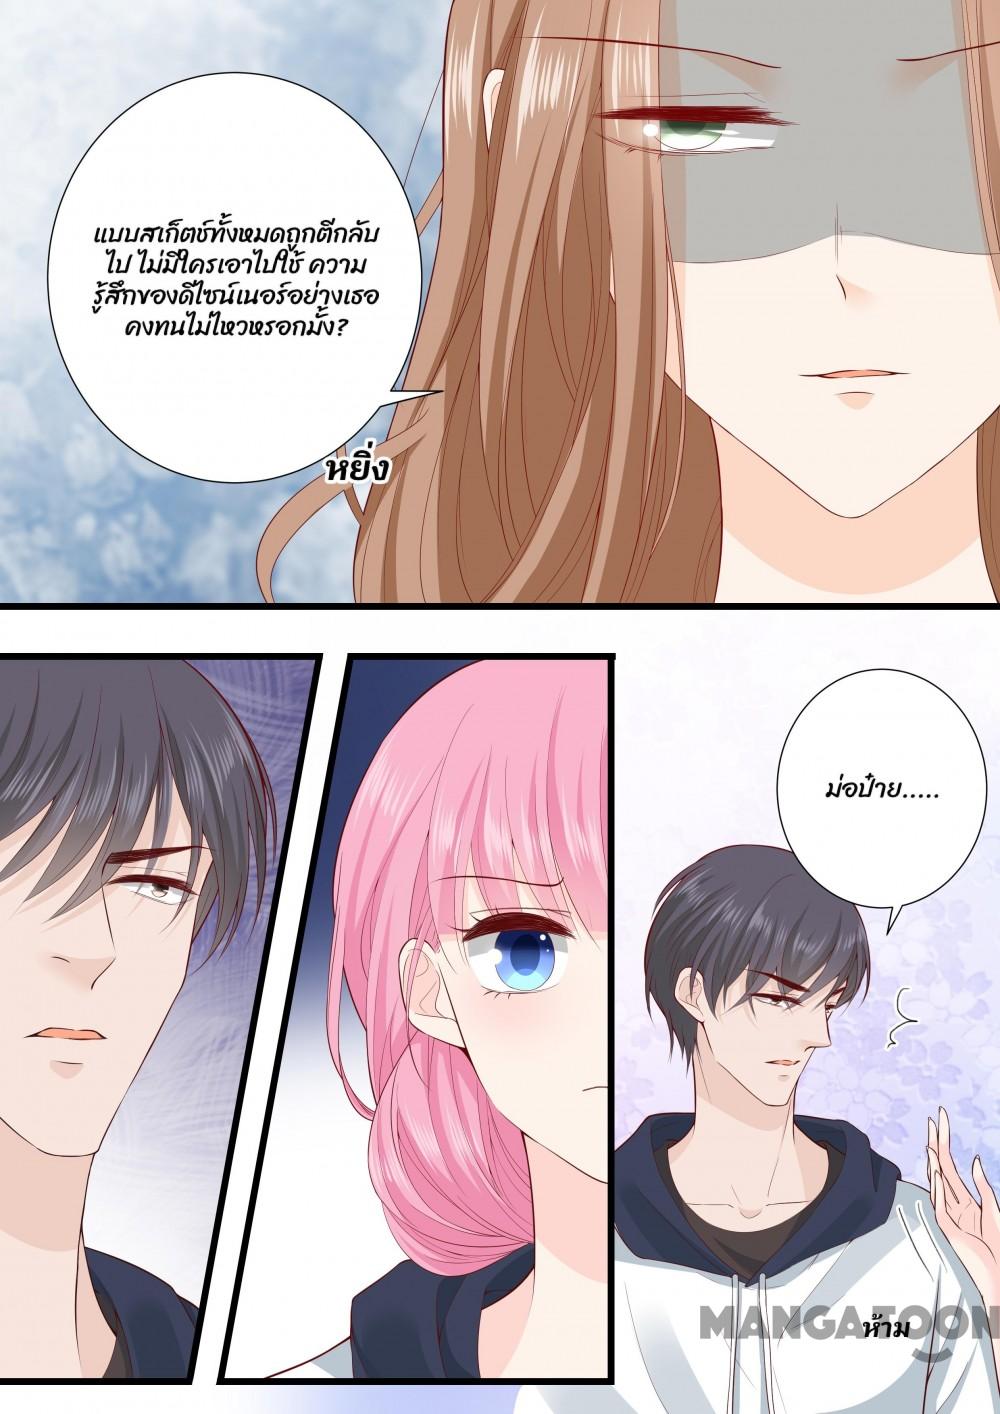 แบบสเก็ตช์ทั้งหมดถูกตีกลับ
ไป ไม่มีใครเอาไปใช้ ความ
รู้สึกของดีไซน์เนอร์อย่างเธอ
คงทนไม่ไหวหรอกมั้ง?
หยิ่ง
ม่อป๋าย.....
ห้าม
MANGATOON